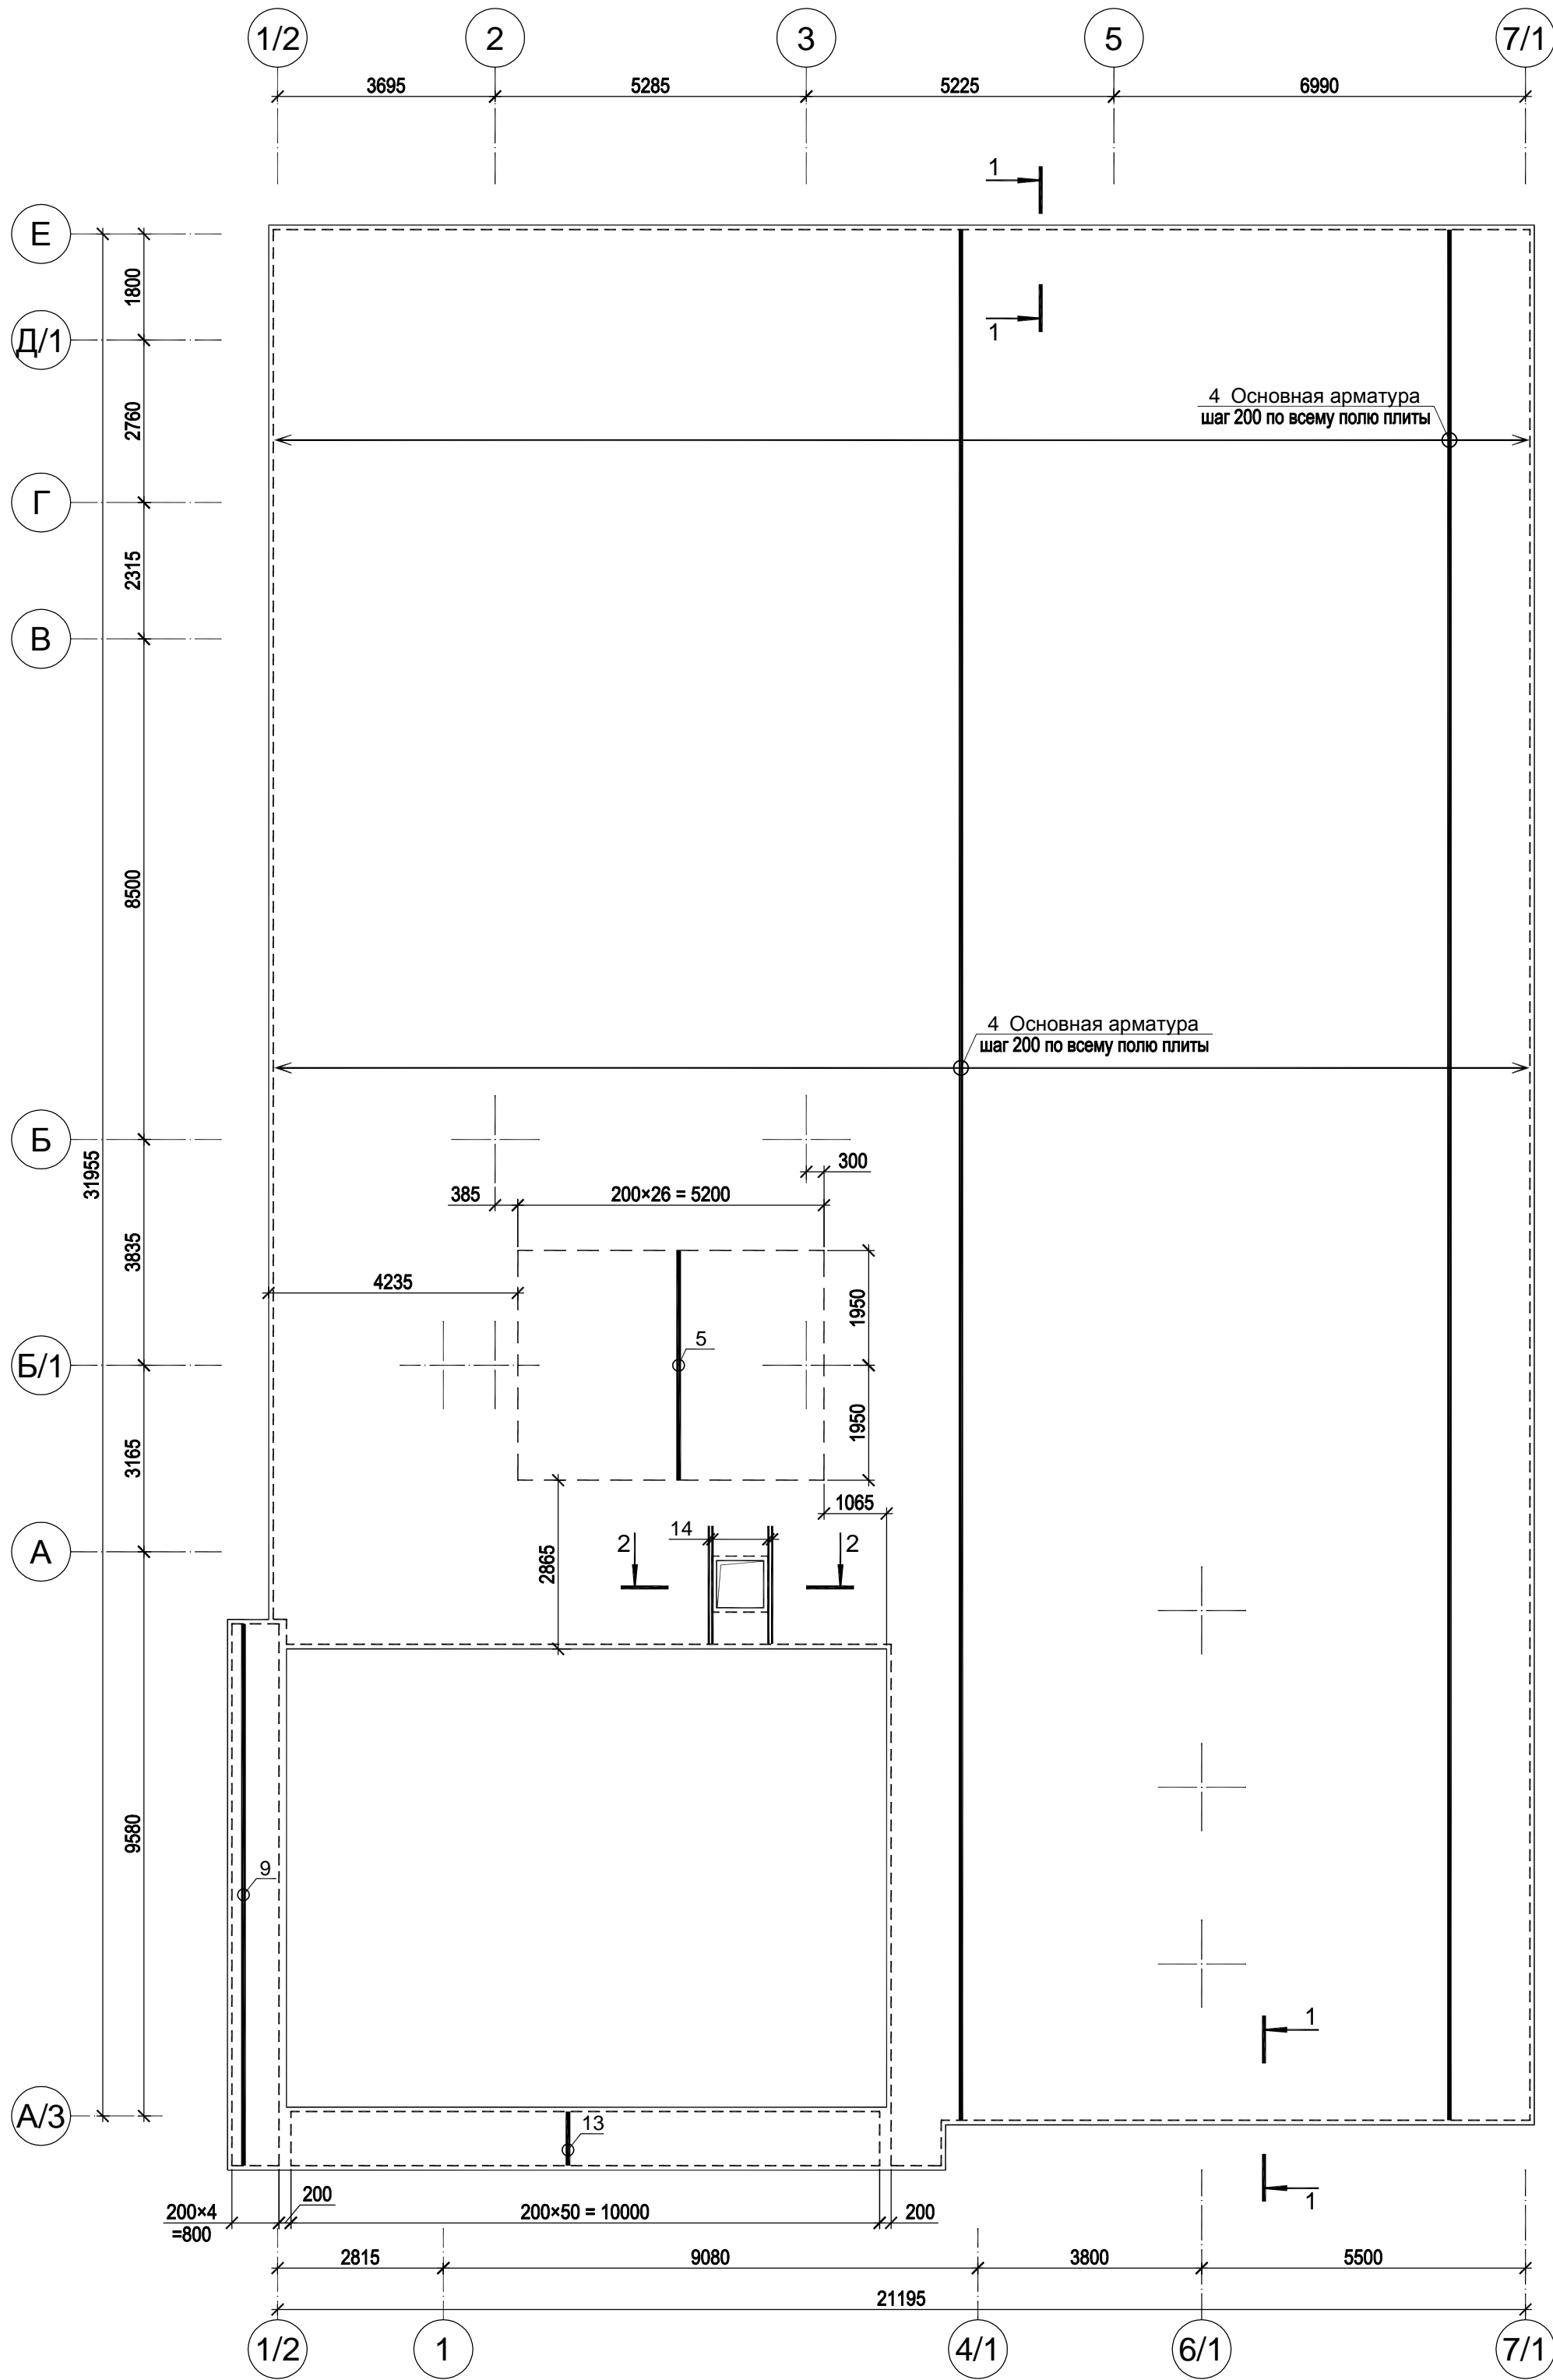 1/2 2 3 5 7/1
3695 5285 5225 6990
1
Е
1800
1
Д/1
2760
4 Основная арматура
шаг 200 по всему полю плиты
Г
2315
В
8500
4 Основная арматура
шаг 200 по всему полю плиты
Б
31955
300
385 200×26 = 5200
3835
4235
1950
5
Б/1
1950
3165
1065
14
2 2
А
2865
9580
9
1
А/3
13
200
200×4
=800
200×50 = 10000
200
1
2815 9080 3800 5500
21195
1/2 1 4/1 6/1 7/1